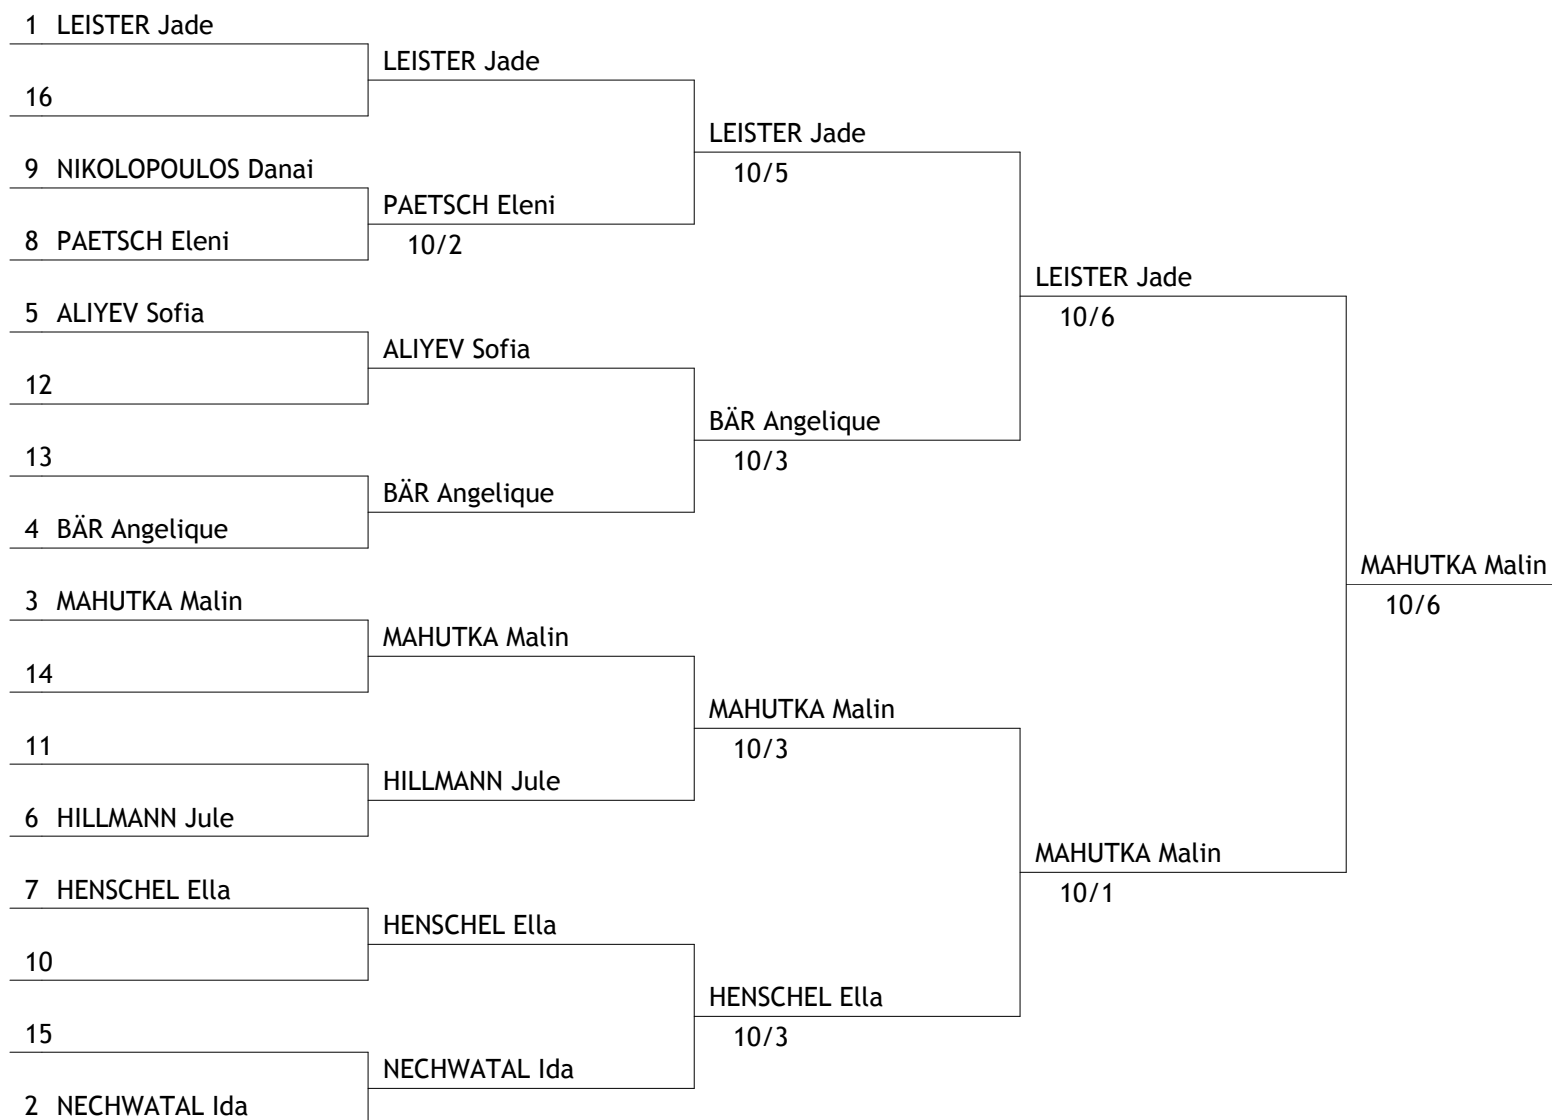 1 LEISTER Jade
LEISTER Jade
16
LEISTER Jade
10/5
9 NIKOLOPOULOS Danai
PAETSCH Eleni
10/2
8 PAETSCH Eleni
LEISTER Jade
10/6
5 ALIYEV Sofia
ALIYEV Sofia
12
BÄR Angelique
10/3
13
BÄR Angelique
4 BÄR Angelique
MAHUTKA Malin
10/6
3 MAHUTKA Malin
MAHUTKA Malin
14
MAHUTKA Malin
10/3
11
HILLMANN Jule
6 HILLMANN Jule
MAHUTKA Malin
10/1
7 HENSCHEL Ella
HENSCHEL Ella
10
HENSCHEL Ella
10/3
15
NECHWATAL Ida
2 NECHWATAL Ida